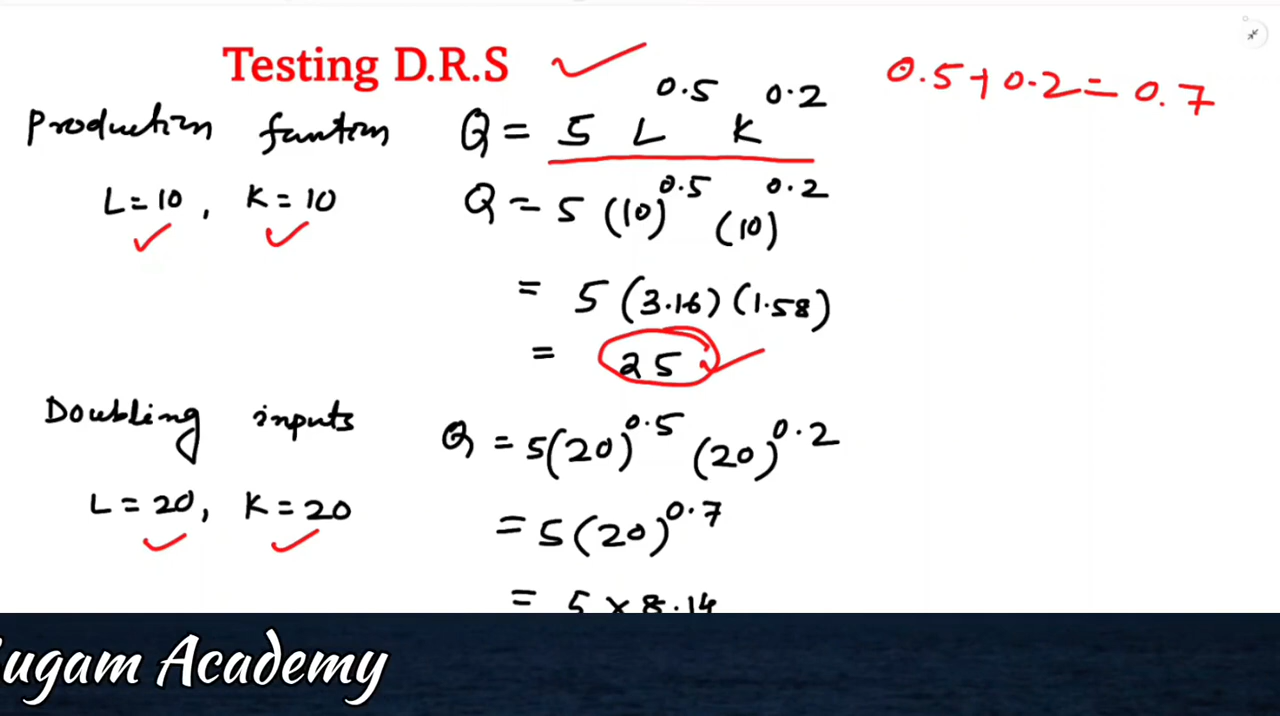 Testing D.R.S
0.5+0.2=0.7
Production function Q = 5 L^0.5 K^0.2
L=10, K=10 Q = 5 (10)^0.5 (10)^0.2
= 5 (3.16) (1.58)
= 25
Doubling inputs Q = 5(20)^0.5 (20)^0.2
L = 20, K = 20
= 5(20)^0.7
= 5 × 8.14
ugam Academy